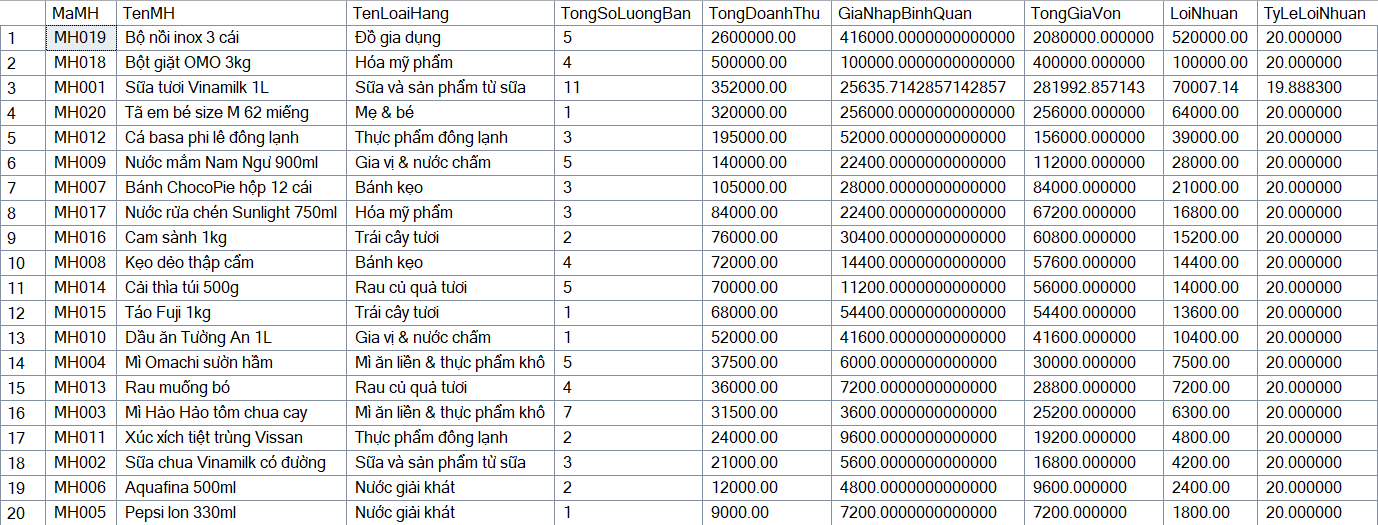 MaMH TenMH TenLoaiHang TongSoLuongBan TongDoanhThu GiaNhapBinhQuan TongGiaVon LoiNhuan TyLeLoiNhuan
1 MH019 Bộ nồi inox 3 cái Đồ gia dụng 5 2600000.00 416000.0000000000000 2080000.000000 520000.00 20.000000
2 MH018 Bột giặt OMO 3kg Hóa mỹ phẩm 4 500000.00 100000.0000000000000 400000.000000 100000.00 20.000000
3 MH001 Sữa tươi Vinamilk 1L Sữa và sản phẩm từ sữa 11 352000.00 25635.7142857142857 281992.857143 70007.14 19.888300
4 MH020 Tã em bé size M 62 miếng Mẹ & bé 1 320000.00 256000.0000000000000 256000.000000 64000.00 20.000000
5 MH012 Cá basa phi lê đông lạnh Thực phẩm đông lạnh 3 195000.00 52000.0000000000000 156000.000000 39000.00 20.000000
6 MH009 Nước mắm Nam Ngư 900ml Gia vị & nước chấm 5 140000.00 22400.0000000000000 112000.000000 28000.00 20.000000
7 MH007 Bánh ChocoPie hộp 12 cái Bánh kẹo 3 105000.00 28000.0000000000000 84000.000000 21000.00 20.000000
8 MH017 Nước rửa chén Sunlight 750ml Hóa mỹ phẩm 3 84000.00 22400.0000000000000 67200.000000 16800.00 20.000000
9 MH016 Cam sành 1kg Trái cây tươi 2 76000.00 30400.0000000000000 60800.000000 15200.00 20.000000
10 MH008 Kẹo dẻo thập cẩm Bánh kẹo 4 72000.00 14400.0000000000000 57600.000000 14400.00 20.000000
11 MH014 Cải thìa túi 500g Rau củ quả tươi 5 70000.00 11200.0000000000000 56000.000000 14000.00 20.000000
12 MH015 Táo Fuji 1kg Trái cây tươi 1 68000.00 54400.0000000000000 54400.000000 13600.00 20.000000
13 MH010 Dầu ăn Tường An 1L Gia vị & nước chấm 1 52000.00 41600.0000000000000 41600.000000 10400.00 20.000000
14 MH004 Mì Omachi sườn hầm Mì ăn liền & thực phẩm khô 5 37500.00 6000.0000000000000 30000.000000 7500.00 20.000000
15 MH013 Rau muống bó Rau củ quả tươi 4 36000.00 7200.0000000000000 28800.000000 7200.00 20.000000
16 MH003 Mì Hảo Hảo tôm chua cay Mì ăn liền & thực phẩm khô 7 31500.00 3600.0000000000000 25200.000000 6300.00 20.000000
17 MH011 Xúc xích tiệt trùng Vissan Thực phẩm đông lạnh 2 24000.00 9600.0000000000000 19200.000000 4800.00 20.000000
18 MH002 Sữa chua Vinamilk có đường Sữa và sản phẩm từ sữa 3 21000.00 5600.0000000000000 16800.000000 4200.00 20.000000
19 MH006 Aquafina 500ml Nước giải khát 2 12000.00 4800.0000000000000 9600.000000 2400.00 20.000000
20 MH005 Pepsi lon 330ml Nước giải khát 1 9000.00 7200.0000000000000 7200.000000 1800.00 20.000000